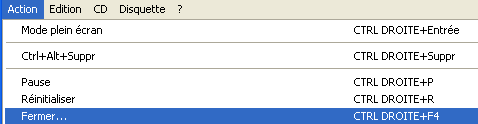 Action Edition CD Disquette ?
Mode plein écran CTRL DROITE+Entrée
Ctrl+Alt+Suppr CTRL DROITE+Suppr
Pause CTRL DROITE+P
Réinitialiser CTRL DROITE+R
Fermer... CTRL DROITE+F4